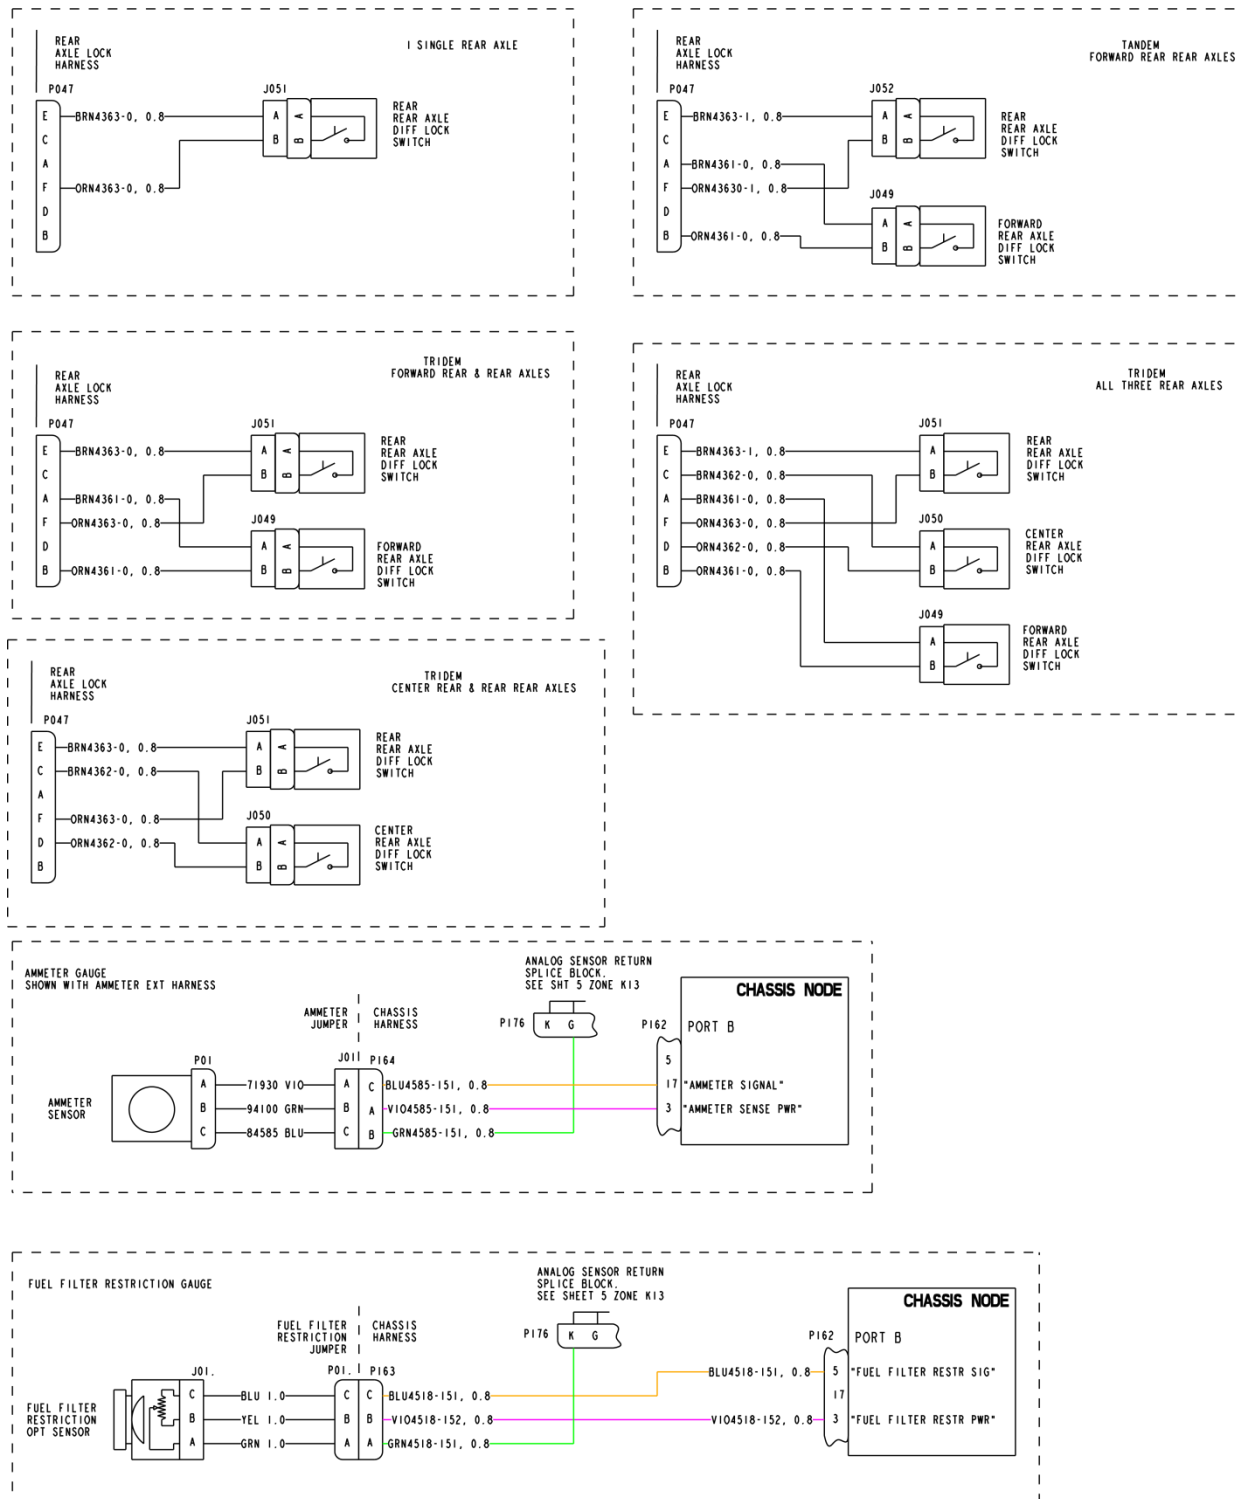 1 SINGLE REAR AXLE
REAR
AXLE LOCK
HARNESS
P047
J051
E
C
A
F
D
B
BRN4363-0, 0.8
ORN4363-0, 0.8
A
B
A
B
REAR
REAR AXLE
DIFF LOCK
SWITCH
TANDEM
FORWARD REAR REAR AXLES
REAR
AXLE LOCK
HARNESS
P047
J052
E
C
A
F
D
B
BRN4363-1, 0.8
BRN4361-0, 0.8
ORN43630-1, 0.8
ORN4361-0, 0.8
A
B
A
B
REAR
REAR AXLE
DIFF LOCK
SWITCH
J049
A
B
A
B
FORWARD
REAR AXLE
DIFF LOCK
SWITCH
TRIDEM
FORWARD REAR & REAR AXLES
REAR
AXLE LOCK
HARNESS
P047
J051
E
C
A
F
D
B
BRN4363-0, 0.8
BRN4361-0, 0.8
ORN4363-0, 0.8
ORN4361-0, 0.8
A
B
A
B
REAR
REAR AXLE
DIFF LOCK
SWITCH
J049
A
B
A
B
FORWARD
REAR AXLE
DIFF LOCK
SWITCH
TRIDEM
ALL THREE REAR AXLES
REAR
AXLE LOCK
HARNESS
P047
J051
E
C
A
F
D
B
BRN4363-1, 0.8
BRN4362-0, 0.8
BRN4361-0, 0.8
ORN4363-0, 0.8
ORN4362-0, 0.8
ORN4361-0, 0.8
A
B
REAR
REAR AXLE
DIFF LOCK
SWITCH
J050
A
B
CENTER
REAR AXLE
DIFF LOCK
SWITCH
J049
A
B
FORWARD
REAR AXLE
DIFF LOCK
SWITCH
TRIDEM
CENTER REAR & REAR REAR AXLES
REAR
AXLE LOCK
HARNESS
P047
J051
E
C
A
F
D
B
BRN4363-0, 0.8
BRN4362-0, 0.8
ORN4363-0, 0.8
ORN4362-0, 0.8
A
B
A
B
REAR
REAR AXLE
DIFF LOCK
SWITCH
J050
A
B
A
B
CENTER
REAR AXLE
DIFF LOCK
SWITCH
AMMETER GAUGE
SHOWN WITH AMMETER EXT HARNESS
AMMETER
JUMPER
CHASSIS
HARNESS
ANALOG SENSOR RETURN
SPLICE BLOCK.
SEE SHT 5 ZONE K13
P176
K G
CHASSIS NODE
P162
PORT B
AMMETER
SENSOR
P01
A
B
C
71930 VIO
94100 GRN
84585 BLU
J01
A
B
C
P164
C
A
B
BLU4585-151, 0.8
VIO4585-151, 0.8
GRN4585-151, 0.8
5
17 "AMMETER SIGNAL"
3 "AMMETER SENSE PWR"
FUEL FILTER RESTRICTION GAUGE
FUEL FILTER
RESTRICTION
JUMPER
CHASSIS
HARNESS
ANALOG SENSOR RETURN
SPLICE BLOCK.
SEE SHEET 5 ZONE K13
P176
K G
CHASSIS NODE
P162
PORT B
FUEL FILTER
RESTRICTION
OPT SENSOR
J01.
C
B
A
BLU 1.0
YEL 1.0
GRN 1.0
P01.
C
B
A
P163
C
B
A
BLU4518-151, 0.8
VIO4518-152, 0.8
GRN4518-151, 0.8
BLU4518-151, 0.8
VIO4518-152, 0.8
5 "FUEL FILTER RESTR SIG"
17
3 "FUEL FILTER RESTR PWR"